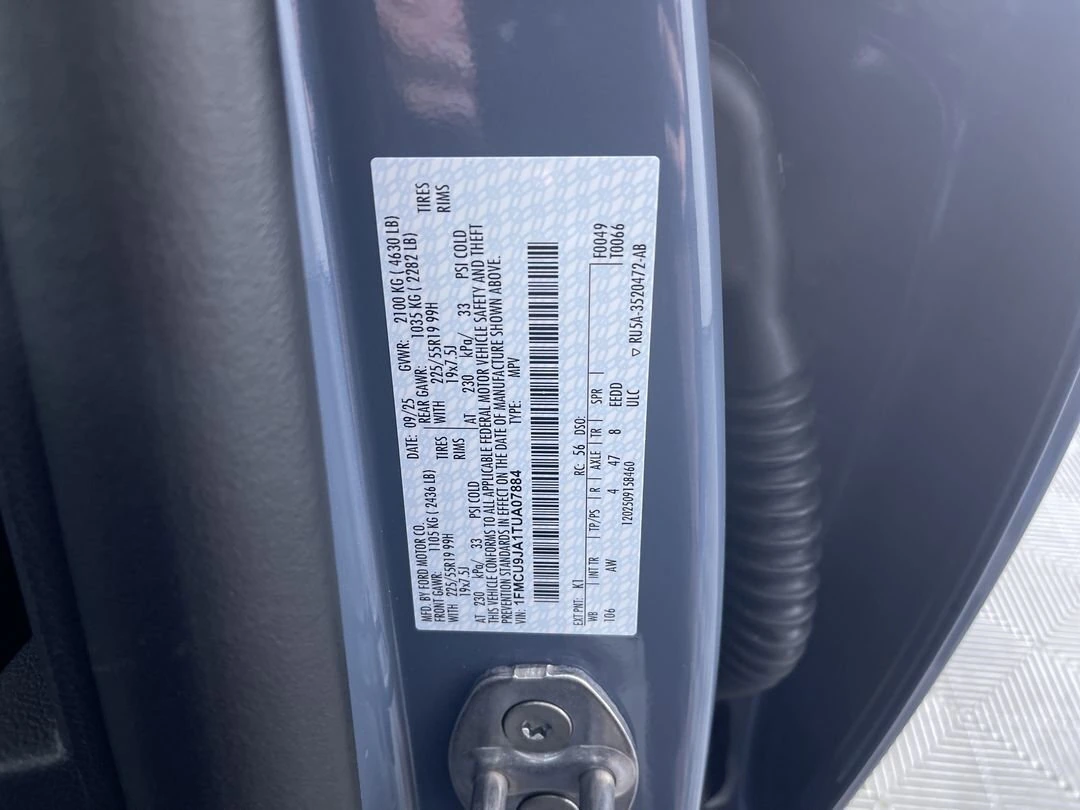 MFD. BY FORD MOTOR CO. DATE: 09/25 GVWR: 2100 KG ( 4630 LB)
FRONT GAWR: 1105 KG ( 2436 LB) REAR GAWR: 1035 KG ( 2282 LB)
WITH 225/55R19 99H TIRES WITH 225/55R19 99H TIRES
19x7.5J RIMS 19x7.5J RIMS
AT 230 kPa/ 33 PSI COLD AT 230 kPa/ 33 PSI COLD
THIS VEHICLE CONFORMS TO ALL APPLICABLE FEDERAL MOTOR VEHICLE SAFETY AND THEFT
PREVENTION STANDARDS IN EFFECT ON THE DATE OF MANUFACTURE SHOWN ABOVE.
VIN: 1FMCU9JA1TUA07884 TYPE: MPV
EXT PNT: K1 RC: 56 DSO: F0049
WB INT TR TP/PS R AXLE TR SPR T0066
106 AW 4 47 8 EEDD
1202509158460 ULC ▽ RU5A-3520472-AB